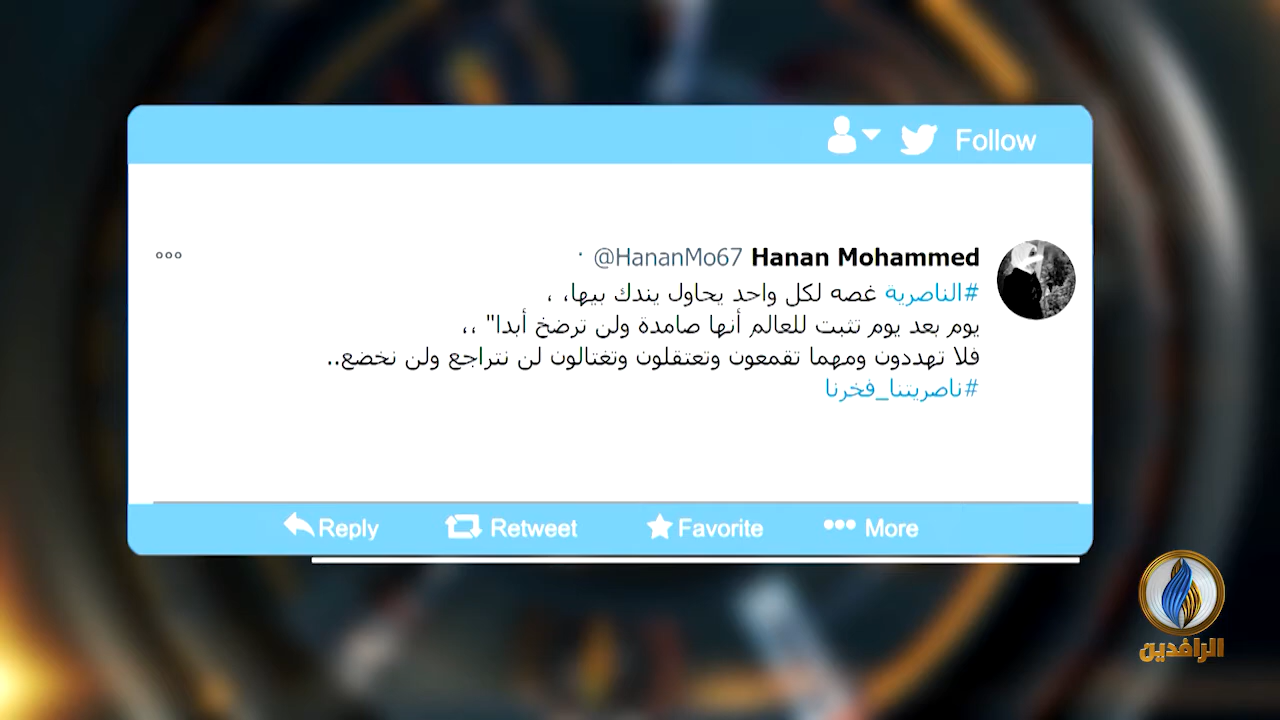 Follow
Hanan Mohammed @HananMo67 ·
#الناصرية غصه لكل واحد يحاول يندك بيها، ،
يوم بعد يوم تثبت للعالم أنها صامدة ولن ترضخ أبدا" ،،
فلا تهددون ومهما تقمعون وتعتقلون وتغتالون لن نتراجع ولن نخضع..
#ناصريتنا_فخرنا
Reply Retweet Favorite More
الرافدين